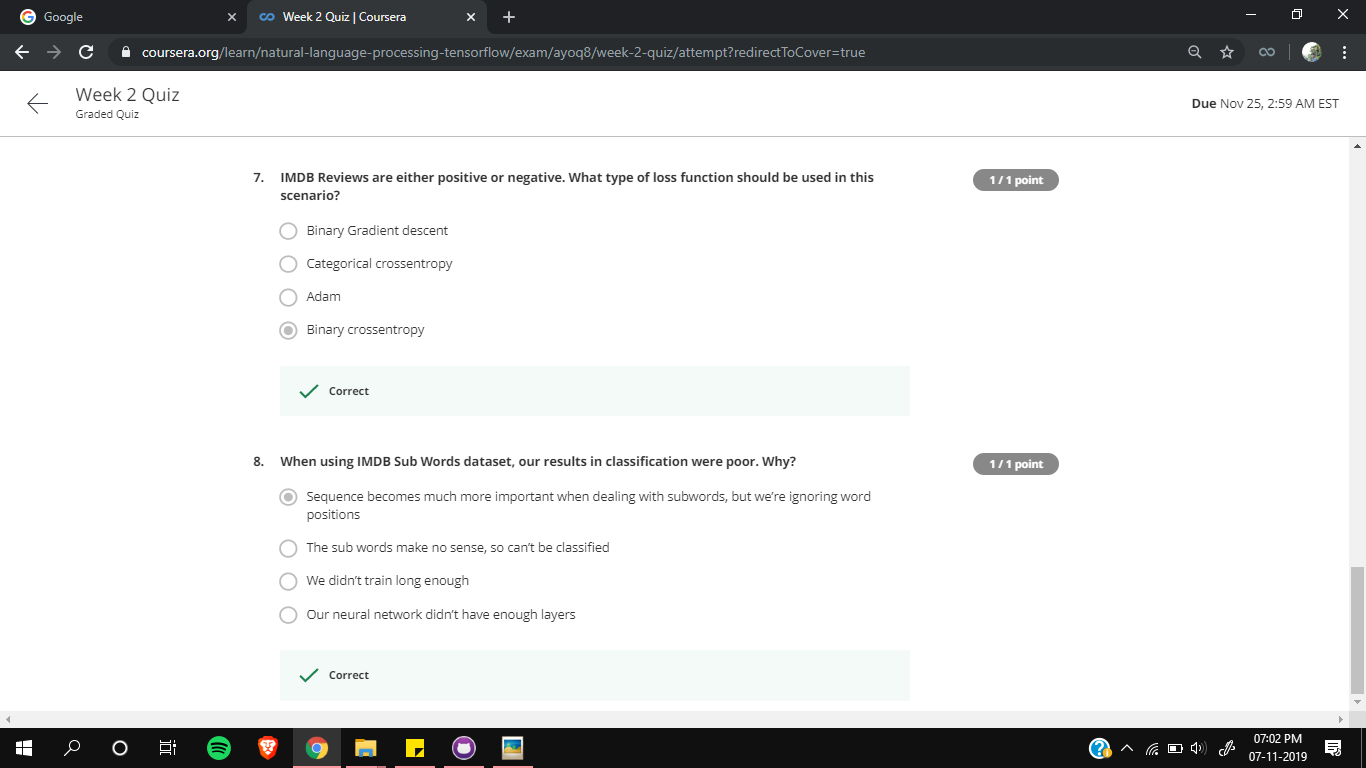 Google
Week 2 Quiz | Coursera
coursera.org/learn/natural-language-processing-tensorflow/exam/ayoq8/week-2-quiz/attempt?redirectToCover=true
Week 2 Quiz
Graded Quiz
Due Nov 25, 2:59 AM EST
7. IMDB Reviews are either positive or negative. What type of loss function should be used in this
scenario?
1 / 1 point
Binary Gradient descent
Categorical crossentropy
Adam
Binary crossentropy
Correct
8. When using IMDB Sub Words dataset, our results in classification were poor. Why?
1 / 1 point
Sequence becomes much more important when dealing with subwords, but we’re ignoring word
positions
The sub words make no sense, so can’t be classified
We didn’t train long enough
Our neural network didn’t have enough layers
Correct
07:02 PM
07-11-2019